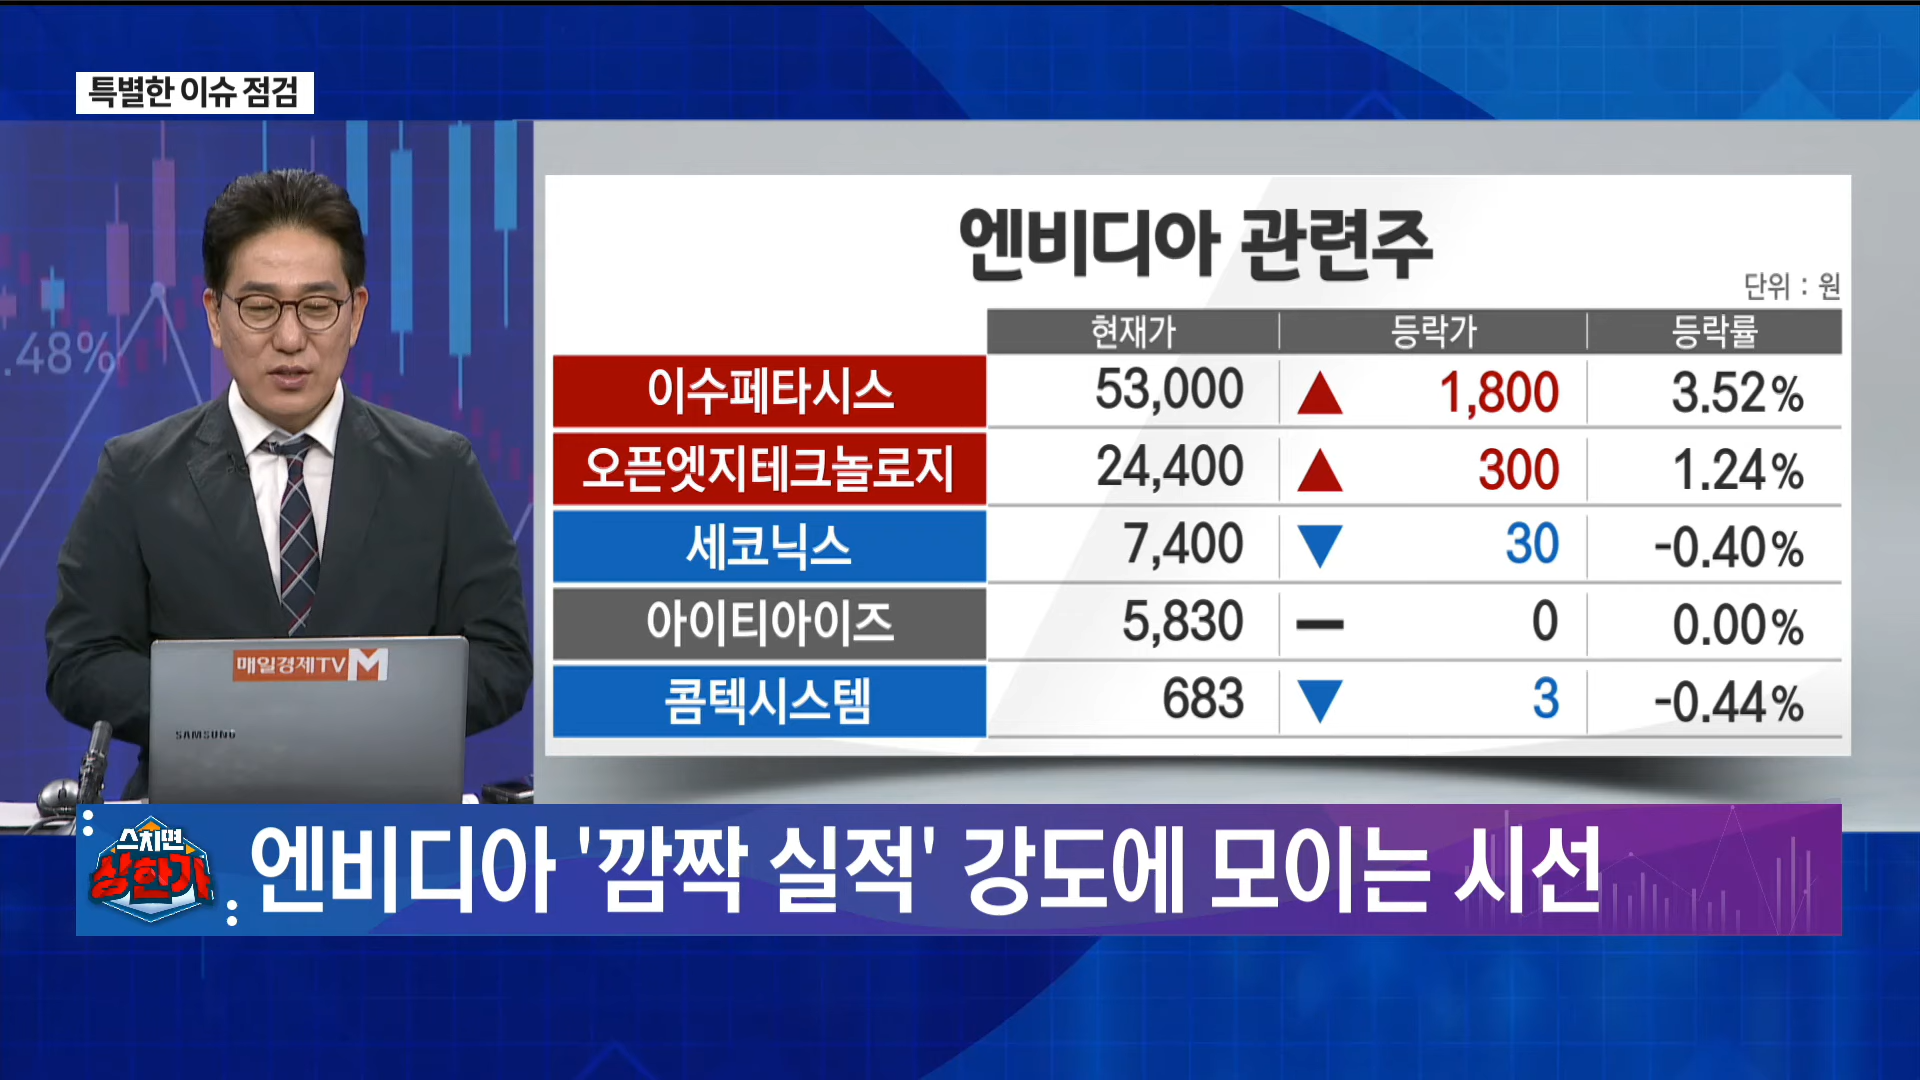 특별한 이슈 점검
.48%
엔비디아 관련주
단위 : 원
현재가 등락가 등락률
이수페타시스 53,000 ▲ 1,800 3.52%
오픈엣지테크놀로지 24,400 ▲ 300 1.24%
세코닉스 7,400 ▼ 30 -0.40%
아이티아이즈 5,830 — 0 0.00%
콤텍시스템 683 ▼ 3 -0.44%
매일경제TV M
SAMSUNG
스치면
상한가
엔비디아 '깜짝 실적' 강도에 모이는 시선